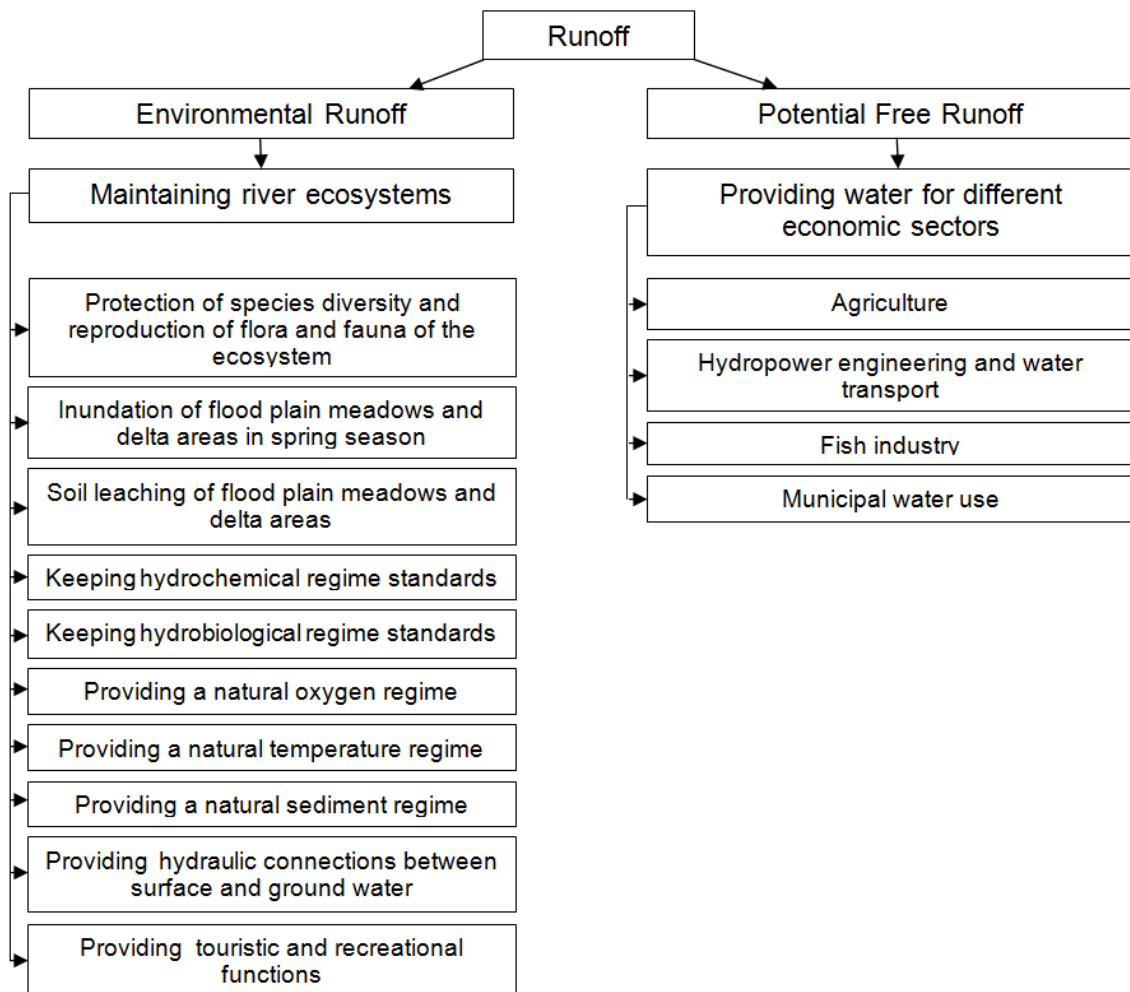 Runoff
Environmental Runoff
Potential Free Runoff
Maintaining river ecosystems
Providing water for different
economic sectors
Protection of species diversity and
reproduction of flora and fauna of the
ecosystem
Inundation of flood plain meadows and
delta areas in spring season
Soil leaching of flood plain meadows and
delta areas
Keeping hydrochemical regime standards
Keeping hydrobiological regime standards
Providing a natural oxygen regime
Providing a natural temperature regime
Providing a natural sediment regime
Providing hydraulic connections between
surface and ground water
Providing touristic and recreational
functions
Agriculture
Hydropower engineering and water
transport
Fish industry
Municipal water use